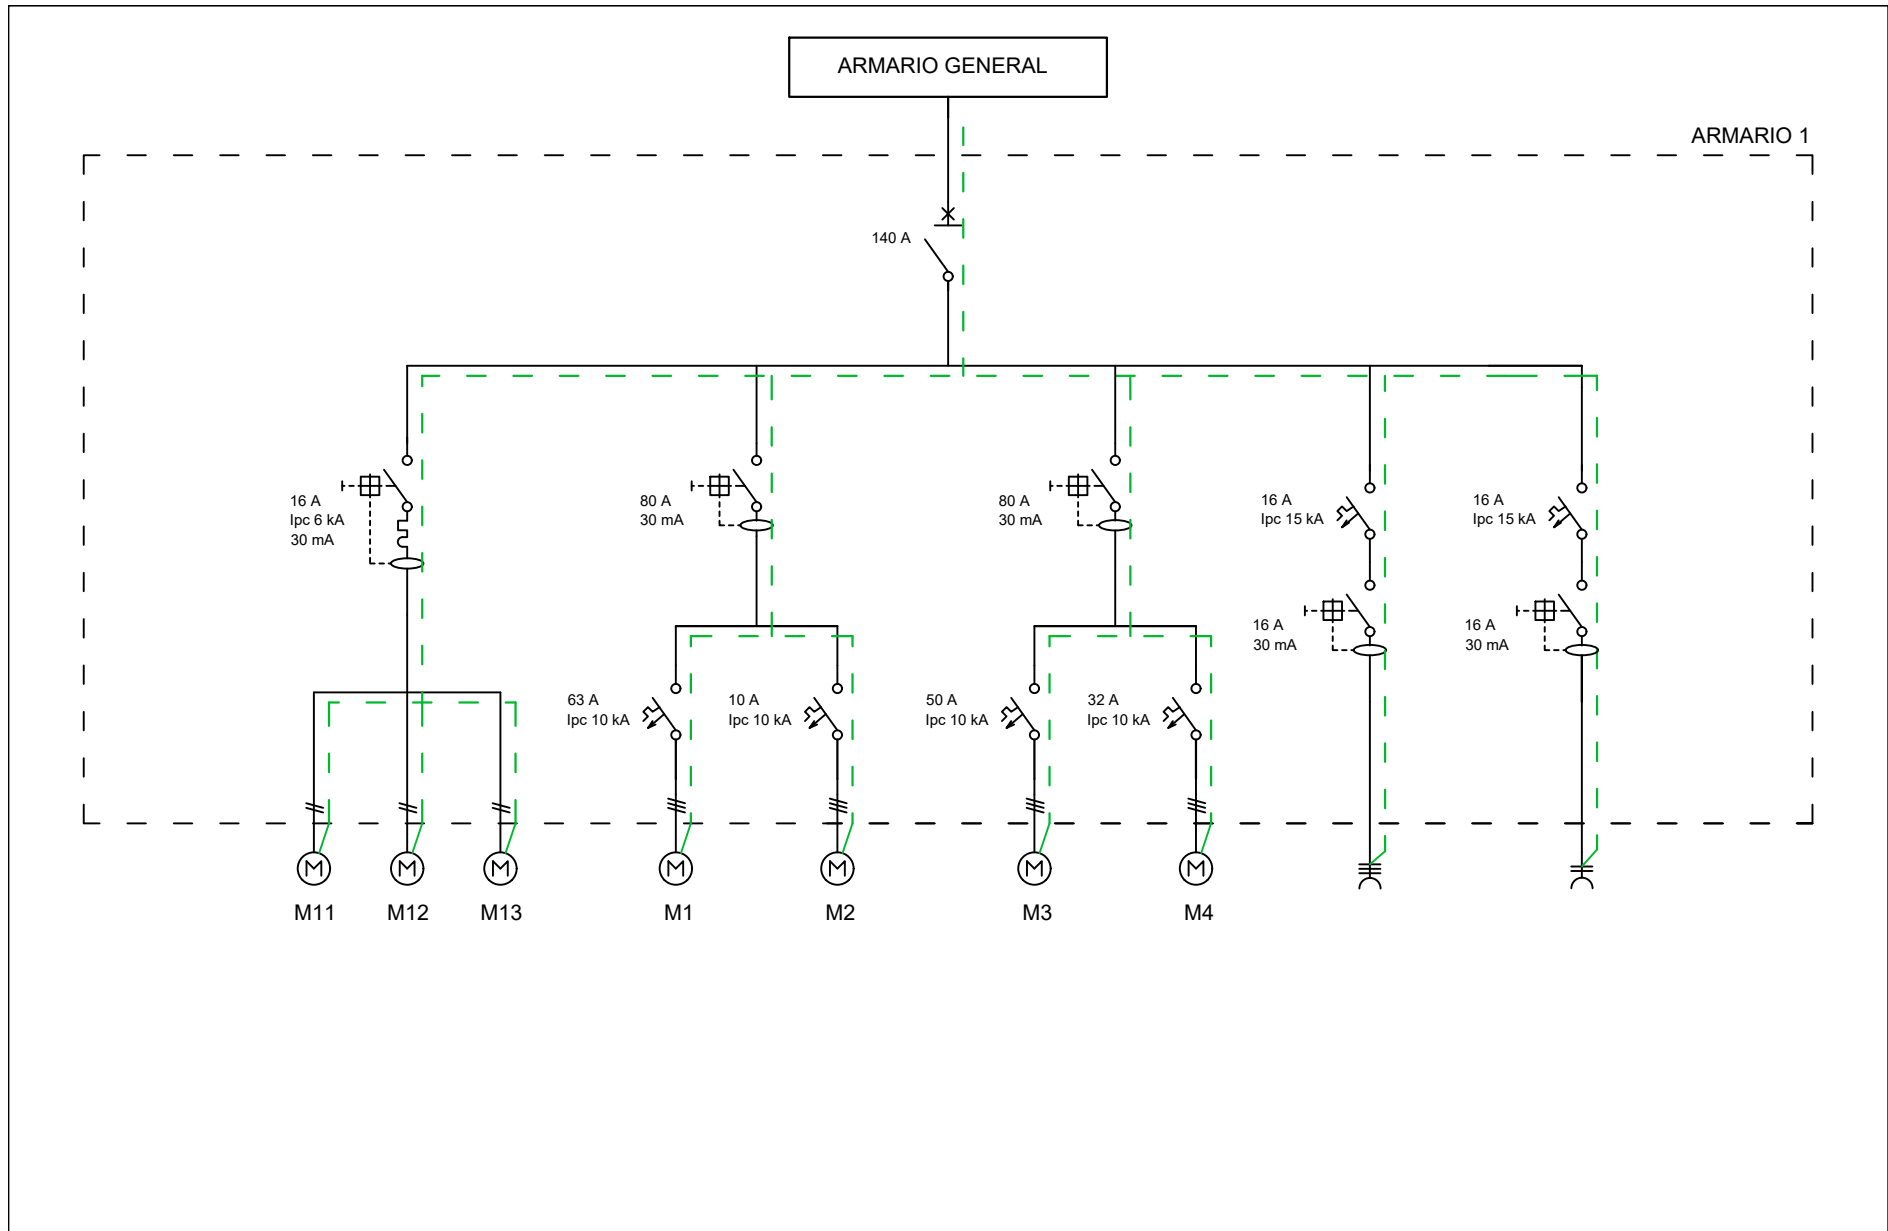 ARMARIO GENERAL
ARMARIO 1
140 A
16 A
Ipc 6 kA
30 mA
80 A
30 mA
80 A
30 mA
16 A
Ipc 15 kA
16 A
Ipc 15 kA
16 A
30 mA
16 A
30 mA
63 A
Ipc 10 kA
10 A
Ipc 10 kA
50 A
Ipc 10 kA
32 A
Ipc 10 kA
M
M
M
M
M
M
M
M11
M12
M13
M1
M2
M3
M4